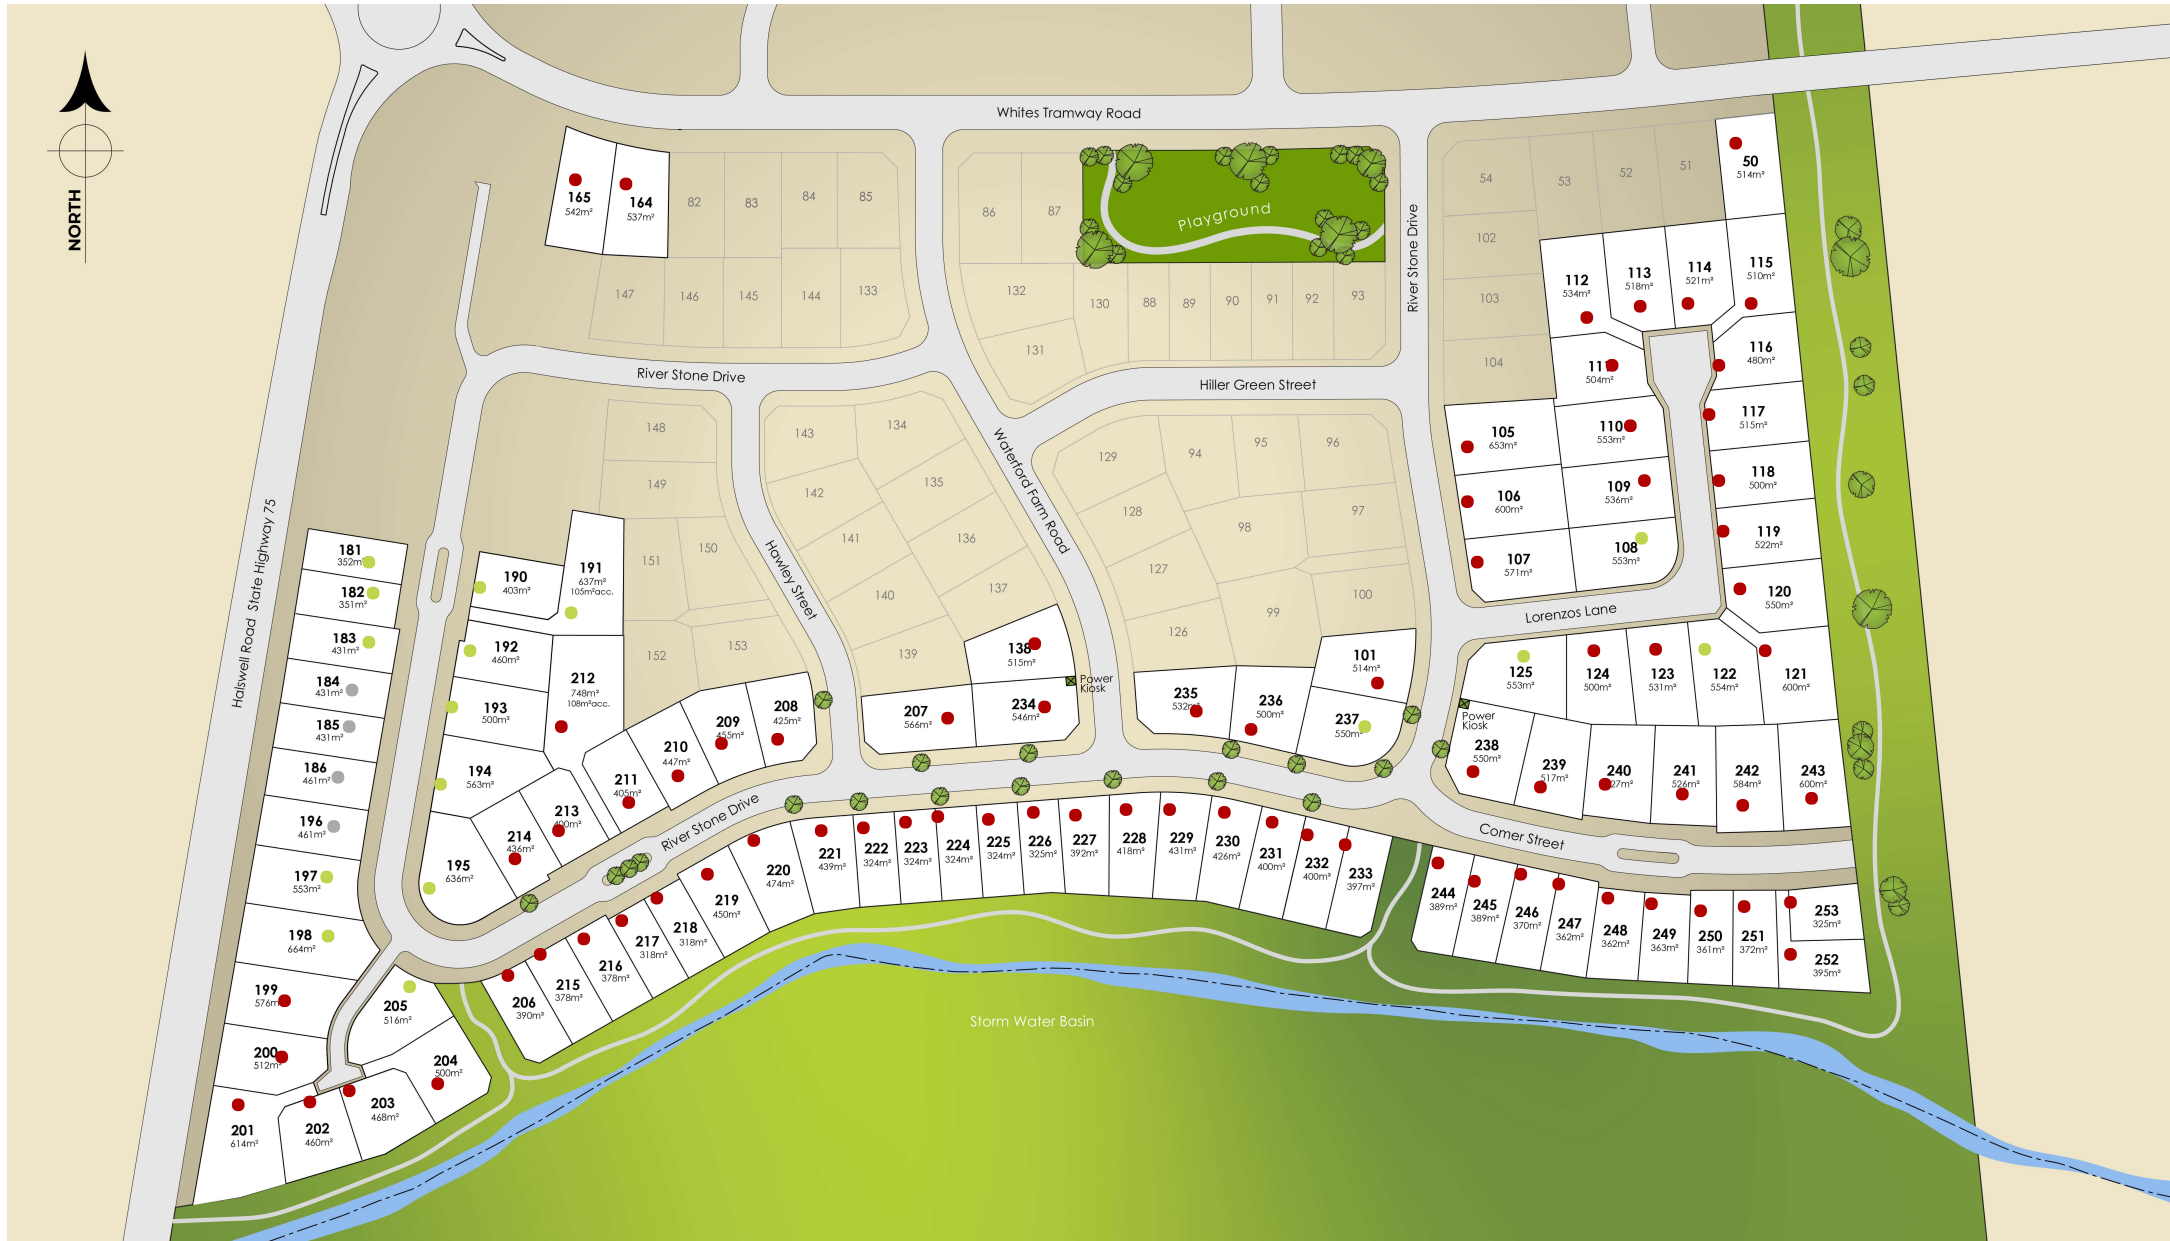 NORTH
Whites Tramway Road
Playground
River Stone Drive
Halswell Road State Highway 75
River Stone Drive
Hiller Green Street
Waterford Farm Road
Hawley Street
Lorenzos Lane
River Stone Drive
Comer Street
Storm Water Basin
Power
Kiosk
Power
Kiosk
165
542m²
164
537m²
82
83
84
85
86
87
54
53
52
51
50
514m²
102
103
104
147
146
145
144
133
132
131
130
88
89
90
91
92
93
112
534m²
113
518m²
114
521m²
115
510m²
116
480m²
504m²
105
653m²
110
553m²
117
515m²
106
600m²
109
536m²
118
500m²
107
571m²
108
553m²
119
522m²
120
550m²
148
149
150
151
152
153
143
134
142
135
141
136
140
137
139
138
515m²
129
94
95
96
128
98
97
127
99
100
126
101
514m²
181
182
351m²
183
431m²
184
431m²
185
431m²
186
461m²
196
461m²
197
553m²
198
664m²
199
200
512m²
201
614m²
202
460m²
203
468m²
204
500m²
205
516m²
190
403m²
191
637m²
105m²acc.
192
460m²
193
500m²
212
748m²
108m²acc.
194
563m²
195
636m²
214
436m²
213
211
405m²
210
447m²
209
455m²
208
425m²
207
566m²
234
546m²
235
236
500m²
237
550m²
125
553m²
124
500m²
123
531m²
122
554m²
121
600m²
238
550m²
239
517m²
240
241
526m²
242
584m²
243
600m²
206
390m²
215
378m²
216
378m²
217
318m²
218
318m²
219
450m²
220
474m²
221
439m²
222
324m²
223
324m²
224
324m²
225
324m²
226
325m²
227
392m²
228
418m²
229
431m²
230
426m²
231
400m²
232
400m²
233
397m²
244
389m²
245
389m²
246
370m²
247
362m²
248
362m²
249
363m²
250
361m²
251
372m²
253
325m²
252
395m²